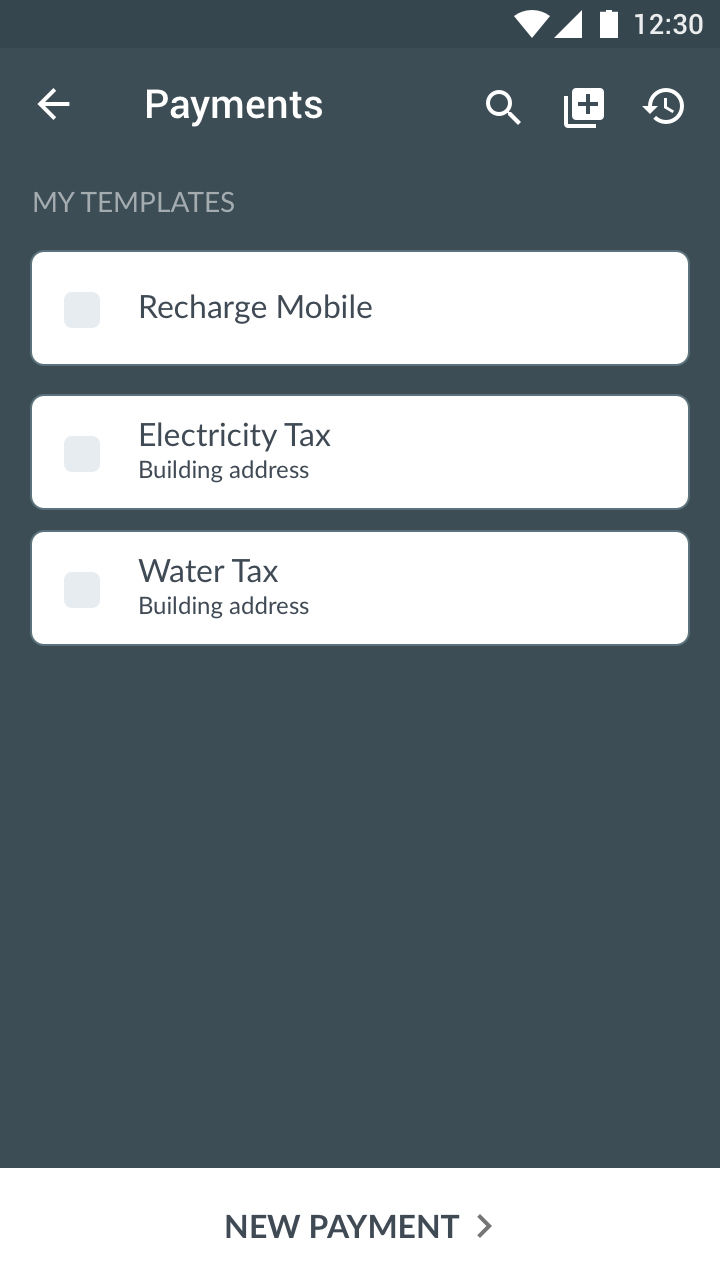 12:30
Payments
MY TEMPLATES
Recharge Mobile
Electricity Tax
Building address
Water Tax
Building address
NEW PAYMENT